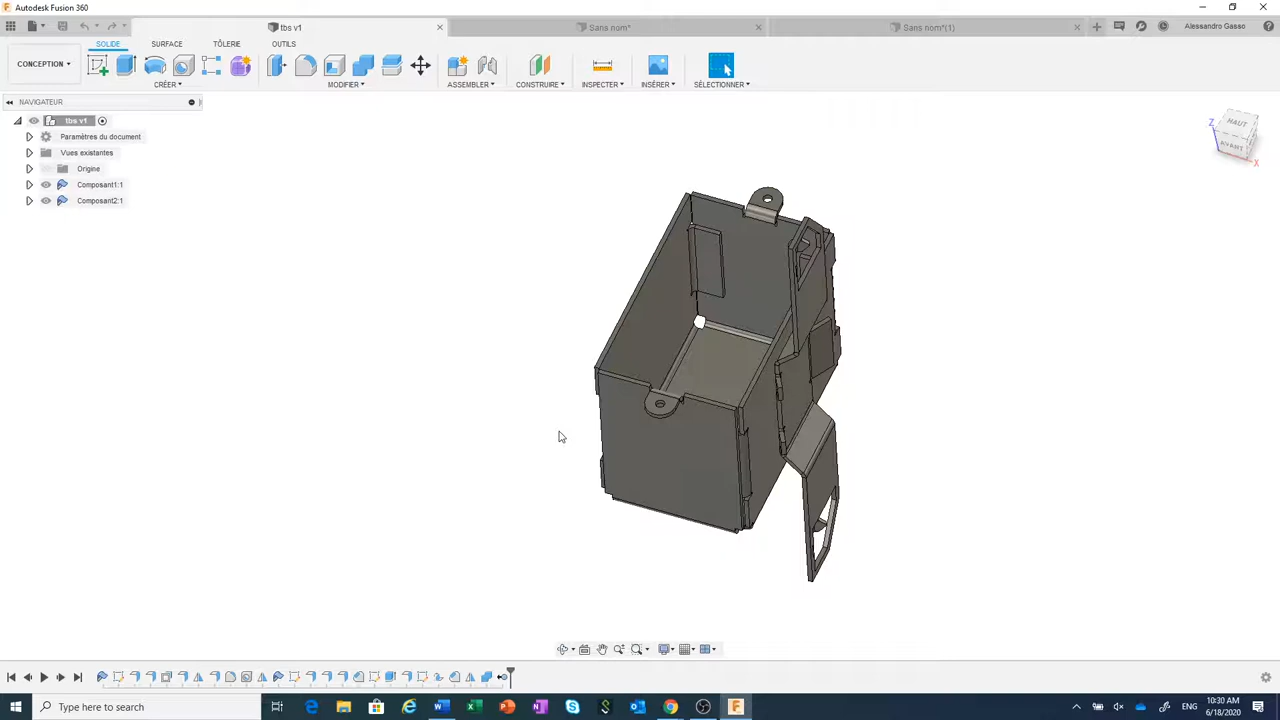 Autodesk Fusion 360
tbs v1
Sans nom*
Sans nom*(1)
Alessandro Gasso
SOLIDE
SURFACE
TÔLERIE
OUTILS
CONCEPTION
CRÉER
MODIFIER
ASSEMBLER
CONSTRUIRE
INSPECTER
INSÉRER
SÉLECTIONNER
NAVIGATEUR
tbs v1
Paramètres du document
Vues existantes
Origine
Composant1:1
Composant2:1
Z
HAUT
AVANT
X
Type here to search
ENG
10:30 AM
6/18/2020